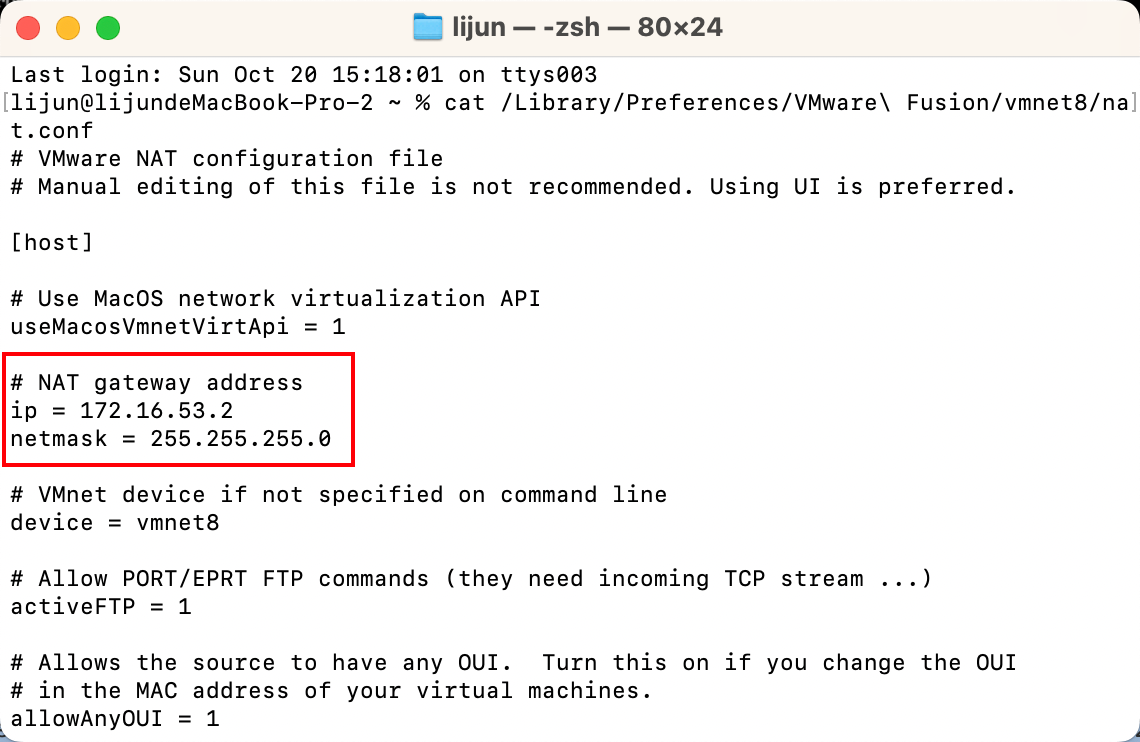 lijun — -zsh — 80×24
Last login: Sun Oct 20 15:18:01 on ttys003
[lijun@lijundeMacBook-Pro-2 ~ % cat /Library/Preferences/VMware\ Fusion/vmnet8/na]
t.conf
# VMware NAT configuration file
# Manual editing of this file is not recommended. Using UI is preferred.
[host]
# Use MacOS network virtualization API
useMacosVmnetVirtApi = 1
# NAT gateway address
ip = 172.16.53.2
netmask = 255.255.255.0
# VMnet device if not specified on command line
device = vmnet8
# Allow PORT/EPRT FTP commands (they need incoming TCP stream ...)
activeFTP = 1
# Allows the source to have any OUI.  Turn this on if you change the OUI
# in the MAC address of your virtual machines.
allowAnyOUI = 1